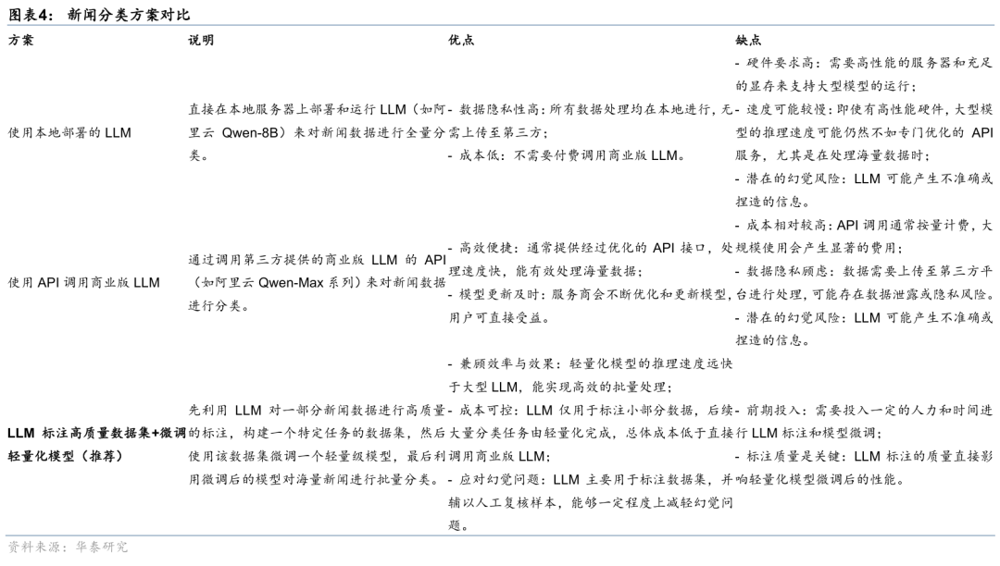 图表4： 新闻分类方案对比
方案 说明 优点 缺点
使用本地部署的 LLM
直接在本地服务器上部署和运行 LLM（如阿
里云 Qwen-8B）来对新闻数据进行全量分
类。
- 数据隐私性高：所有数据处理均在本地进行，无
需上传至第三方；
- 成本低：不需要付费调用商业版 LLM。
- 硬件要求高：需要高性能的服务器和充足
的显存来支持大型模型的运行；
- 速度可能较慢：即使有高性能硬件，大型模
型的推理速度可能仍然不如专门优化的 API
服务，尤其是在处理海量数据时；
- 潜在的幻觉风险：LLM 可能产生不准确或
捏造的信息。
使用 API 调用商业版 LLM
通过调用第三方提供的商业版 LLM 的 API
（如阿里云 Qwen-Max 系列）来对新闻数据
进行分类。
- 高效便捷：通常提供经过优化的 API 接口，处
理速度快，能有效处理海量数据；
- 模型更新及时：服务商会不断优化和更新模型，
用户可直接受益。
- 成本相对较高：API 调用通常按量计费，大
规模使用会产生显著的费用；
- 数据隐私顾虑：数据需要上传至第三方平
台进行处理，可能存在数据泄露或隐私风险。
- 潜在的幻觉风险：LLM 可能产生不准确或
捏造的信息。
LLM 标注高质量数据集+微调
轻量化模型（推荐）
先利用 LLM 对一部分新闻数据进行高质量
的标注，构建一个特定任务的数据集，然后
使用该数据集微调一个轻量级模型，最后利
用微调后的模型对海量新闻进行批量分类。
- 兼顾效率与效果：轻量化模型的推理速度远快
于大型 LLM，能实现高效的批量处理；
- 成本可控：LLM 仅用于标注小部分数据，后续
大量分类任务由轻量化完成，总体成本低于直接
调用商业版 LLM；
- 应对幻觉问题：LLM 主要用于标注数据集，并
辅以人工复核样本，能够一定程度上减轻幻觉问
题。
- 前期投入：需要投入一定的人力和时间进
行 LLM 标注和模型微调；
- 标注质量是关键：LLM 标注的质量直接影
响轻量化模型微调后的性能。
资料来源：华泰研究